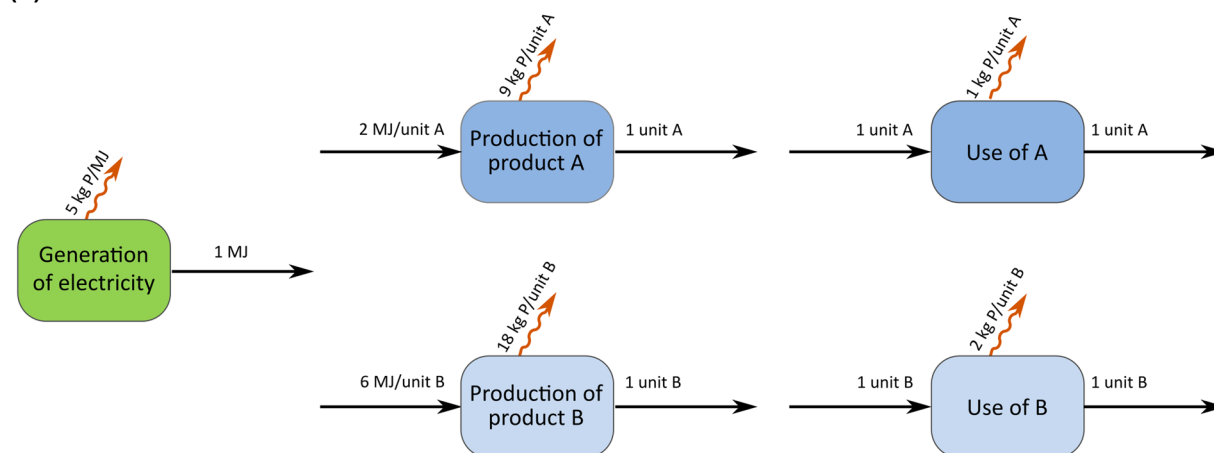 9 kg P/unit A
1 kg P/unit A
2 MJ/unit A
Production of
product A
1 unit A
1 unit A
Use of A
1 unit A
5 kg P/MJ
Generation
of electricity
1 MJ
18 kg P/unit B
2 kg P/unit B
6 MJ/unit B
Production of
product B
1 unit B
1 unit B
Use of B
1 unit B